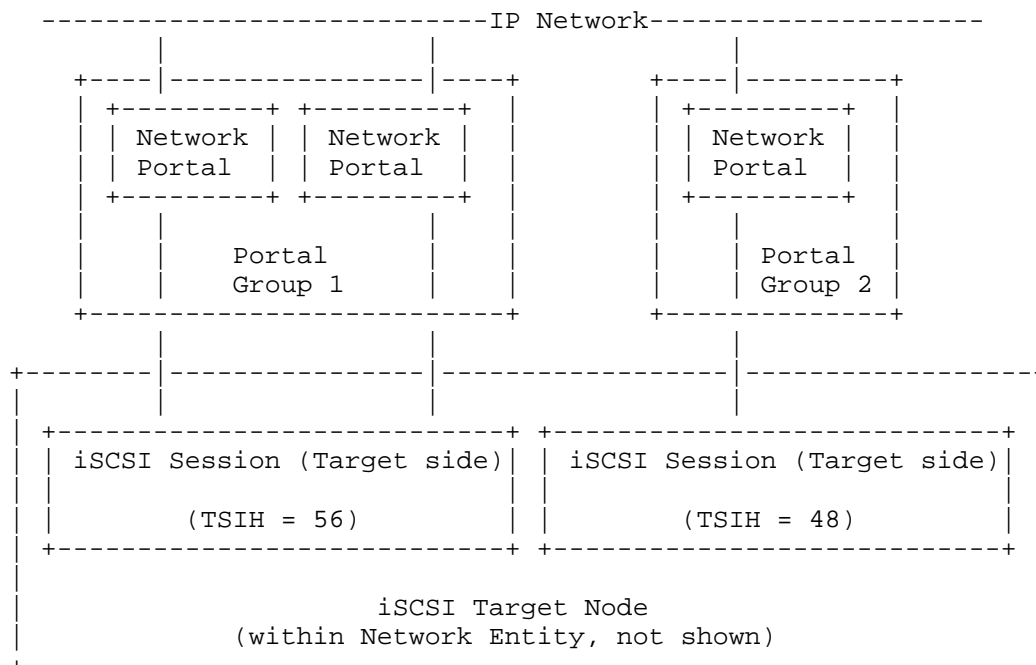 IP Network
Network Network Network
Portal Portal Portal
Portal Portal
Group 1 Group 2
iSCSI Session (Target side) iSCSI Session (Target side)
(TSIH = 56) (TSIH = 48)
iSCSI Target Node
(within Network Entity, not shown)